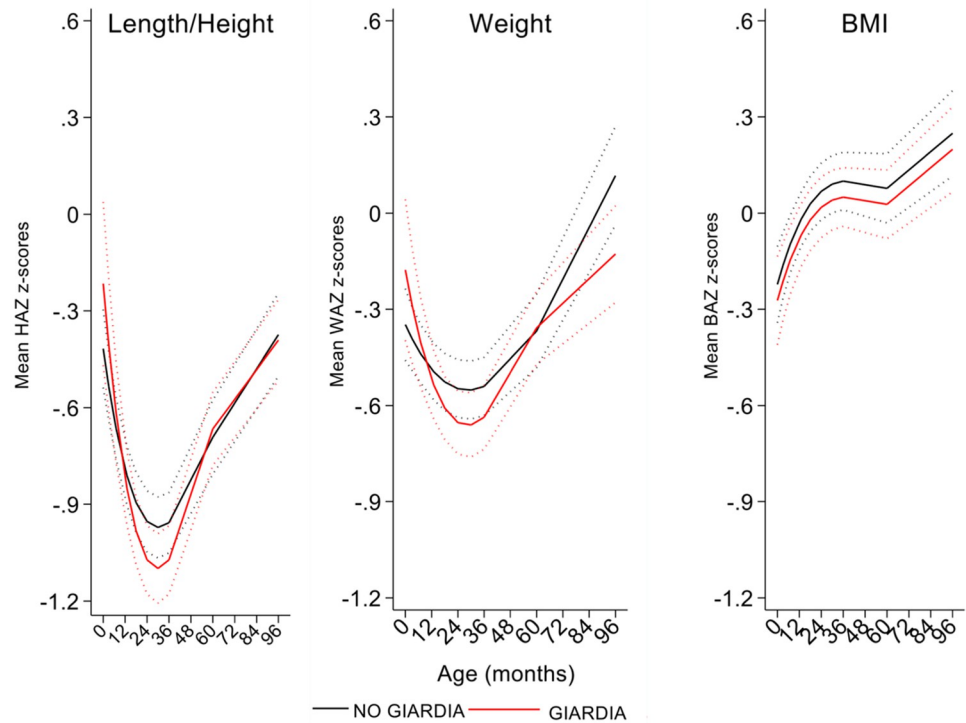 Length/Height
Mean HAZ z-scores
.6
.3
0
-.3
-.6
-.9
-1.2
0 12 24 36 48 60 72 84 96
Weight
Mean WAZ z-scores
.6
.3
0
-.3
-.6
-.9
-1.2
0 12 24 36 48 60 72 84 96
BMI
Mean BAZ z-scores
.6
.3
0
-.3
-.6
-.9
-1.2
0 12 24 36 48 60 72 84 96
Age (months)
NO GIARDIA GIARDIA